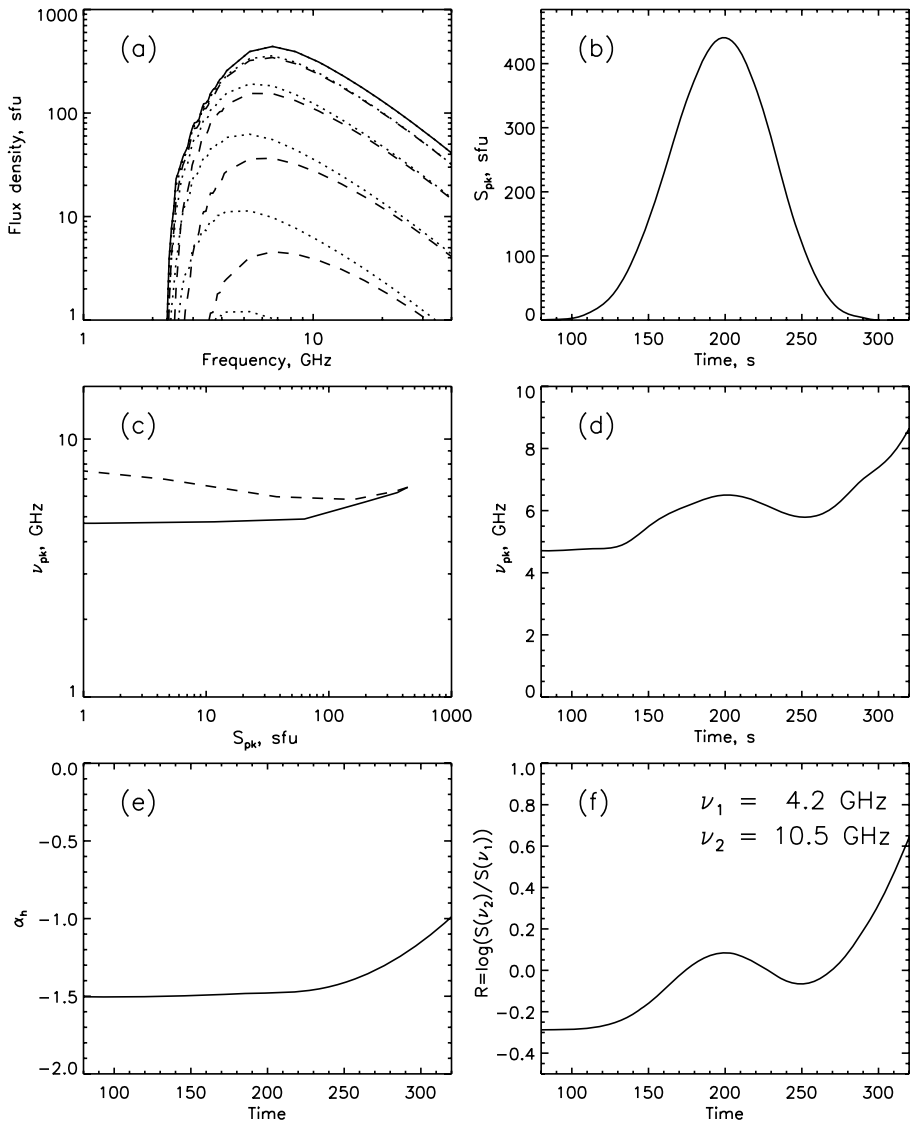 (a)
1000
100
10
1
Flux density, sfu
1
10
Frequency, GHz
(b)
400
300
200
100
0
S_pk, sfu
100 150 200 250 300
Time, s
(c)
10
1
ν_pk, GHz
1 10 100 1000
S_pk, sfu
(d)
10
8
6
4
2
0
ν_pk, GHz
100 150 200 250 300
Time, s
(e)
0.0
−0.5
−1.0
−1.5
−2.0
α_h
100 150 200 250 300
Time
(f)
ν₁ = 4.2 GHz
ν₂ = 10.5 GHz
1.0
0.8
0.6
0.4
0.2
0.0
−0.2
−0.4
R=log(S(ν₂)/S(ν₁))
100 150 200 250 300
Time